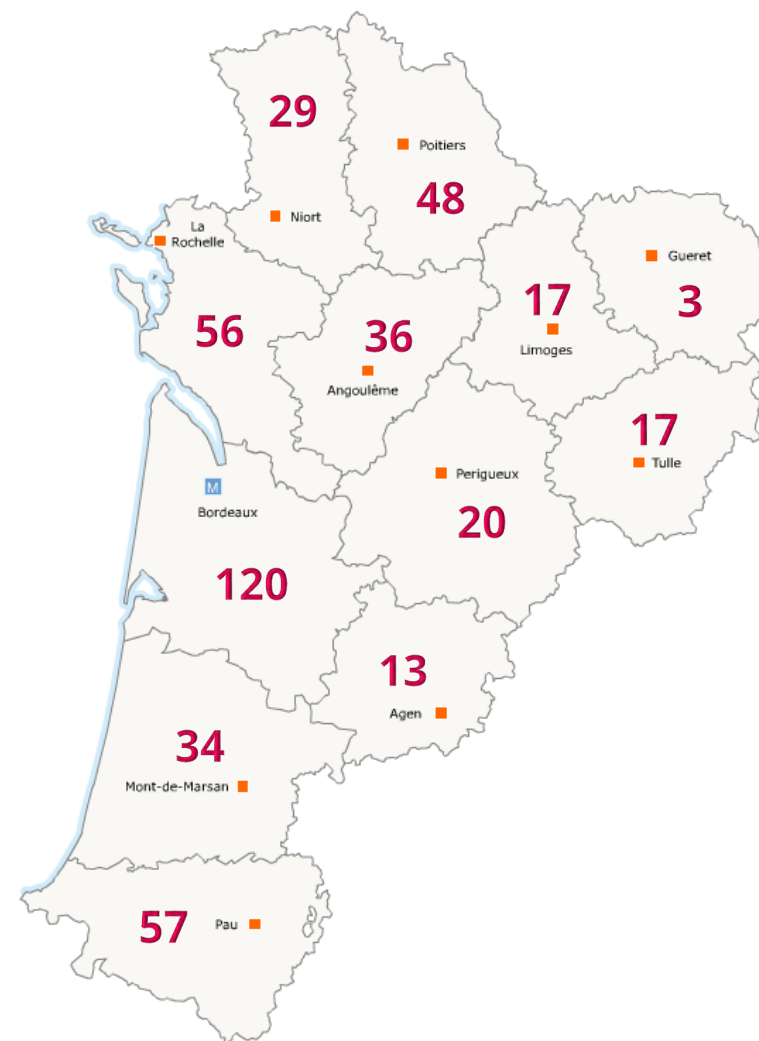 29
Poitiers
48
Niort
La
Rochelle
Gueret
3
17
Limoges
56
36
Angoulême
17
Tulle
Perigueux
20
M
Bordeaux
120
13
Agen
34
Mont-de-Marsan
57
Pau